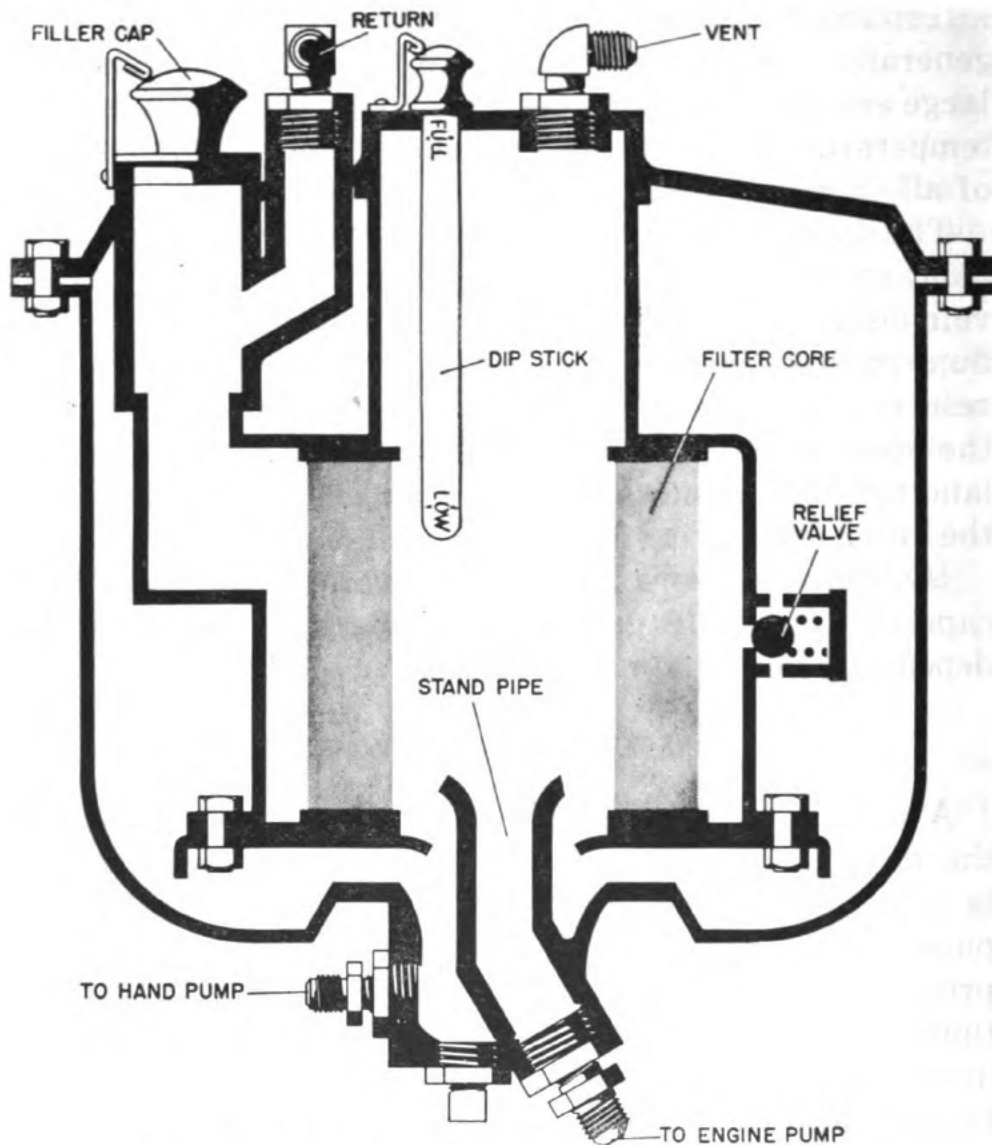 RETURN
FILLER CAP
VENT
FULL
DIP STICK
FILTER CORE
LOW
RELIEF
VALVE
STAND PIPE
TO HAND PUMP
TO ENGINE PUMP